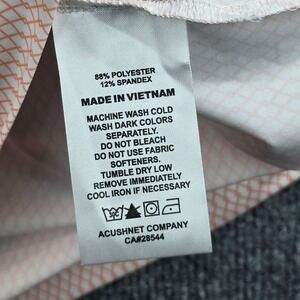 88% POLYESTER
12% SPANDEX
MADE IN VIETNAM
MACHINE WASH COLD
WASH DARK COLORS
SEPARATELY.
DO NOT BLEACH
DO NOT USE FABRIC
SOFTENERS.
TUMBLE DRY LOW
REMOVE IMMEDIATELY
COOL IRON IF NECESSARY
ACUSHNET COMPANY
CA#28544